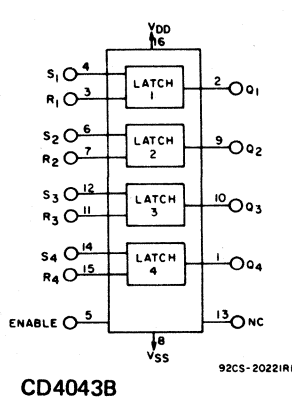 VDD
16
S1 4
R1 3
LATCH
1
2 Q1
S2 6
R2 7
LATCH
2
9 Q2
S3 12
R3 11
LATCH
3
10 Q3
S4 14
R4 15
LATCH
4
1 Q4
ENABLE 5
13 NC
8
VSS
92CS-20221RI
CD4043B